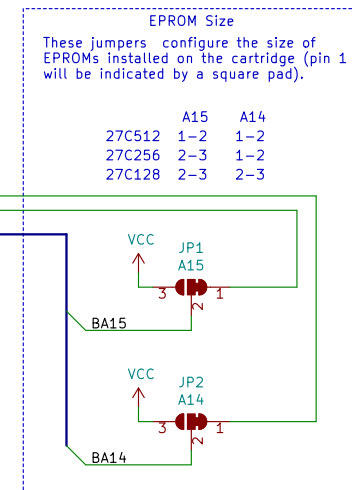 EPROM Size
These jumpers configure the size of
EPROMs installed on the cartridge (pin 1
will be indicated by a square pad).
A15 A14
27C512 1-2 1-2
27C256 2-3 1-2
27C128 2-3 2-3
VCC
JP1
A15
3 2 1
BA15
VCC
JP2
A14
3 2 1
BA14